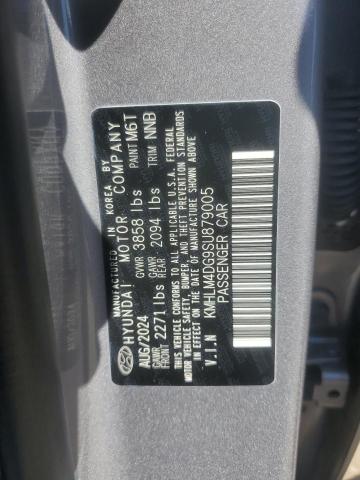 MANUFACTURED IN KOREA BY
HYUNDAI MOTOR COMPANY
AUG/2024 GVWR 3858 lbs PAINT M6T
GAWR FRONT 2271 lbs GAWR REAR 2094 lbs TRIM NNB
THIS VEHICLE CONFORMS TO ALL APPLICABLE U.S.A. FEDERAL
MOTOR VEHICLE SAFETY, BUMPER, AND THEFT PREVENTION STANDARDS
IN EFFECT ON THE DATE OF MANUFACTURE SHOWN ABOVE.
V.I.N KMHLM4DG9SU879005
PASSENGER CAR